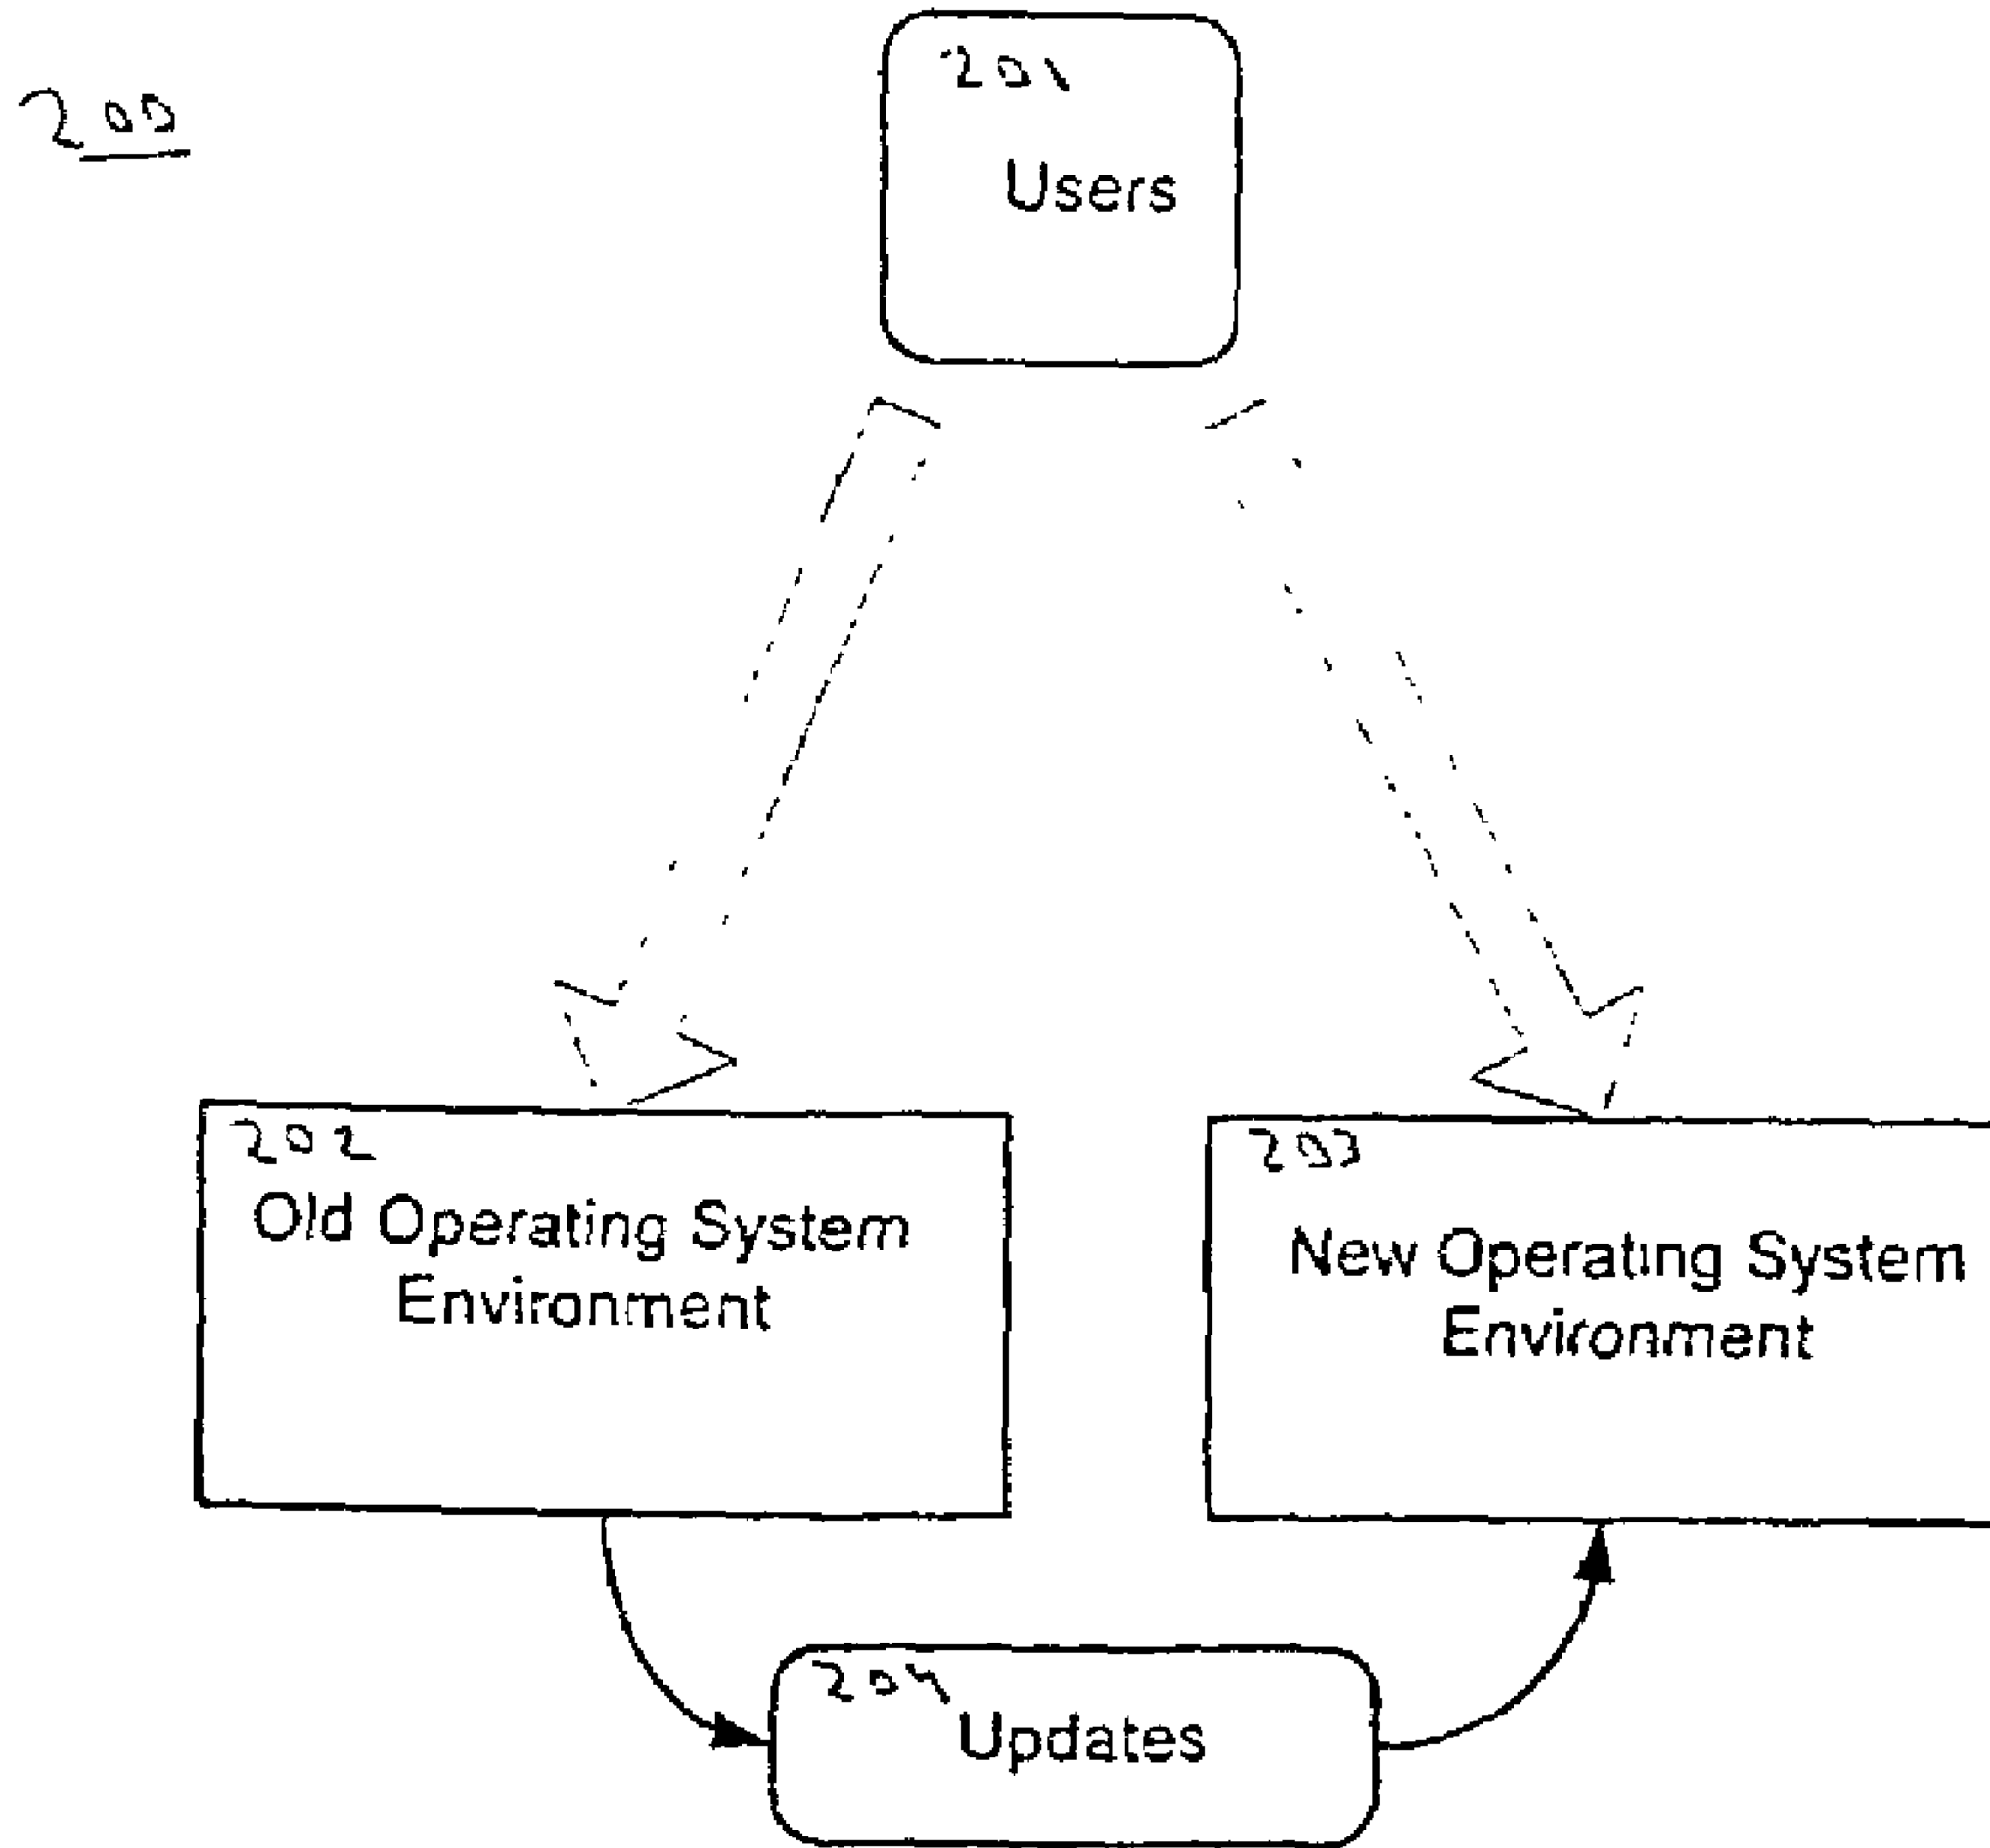 200
201
Users
202
Old Operating System
Environment
203
New Operating System
Environment
204
Updates